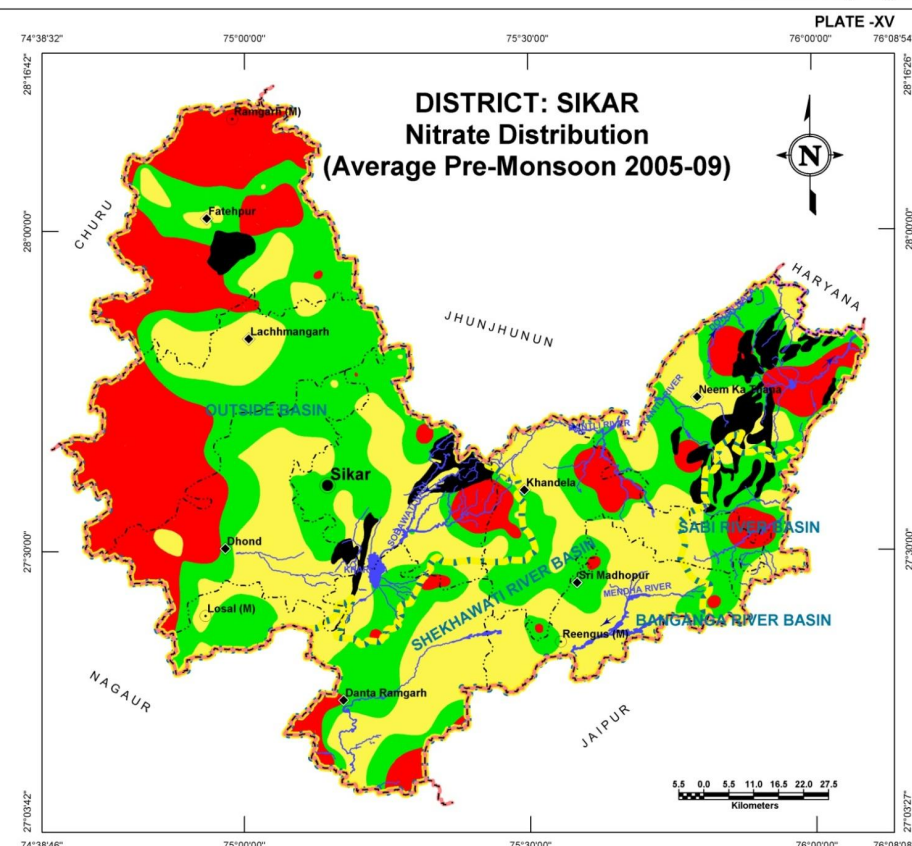 PLATE -XV
74°38'32" 75°00'00" 75°30'00" 76°00'00" 76°08'54"
28°16'42" 28°16'26"
DISTRICT: SIKAR
Nitrate Distribution
(Average Pre-Monsoon 2005-09)
N
Ramgarh (M)
CHURU
Fatehpur
28°00'00" 28°00'00"
HARYANA
JHUNJHUNUN
Lachhmangarh
Neem Ka Thana
KANTLI RIVER
OUTSIDE BASIN
KANTLI RIVER
Sikar
Khandela
SABI RIVER BASIN
Dhond
27°30'00" 27°30'00"
SHEKHAWATI RIVER BASIN
Sri Madhopur
MENDHA RIVER
Losal (M)
BANGANGA RIVER BASIN
Reengus (M)
NAGAUR
Danta Ramgarh
JAIPUR
5.5 0.0 5.5 11.0 16.5 22.0 27.5
Kilometers
27°03'42" 27°03'27"
74°38'46" 75°00'00" 75°30'00" 76°00'00" 76°08'08"